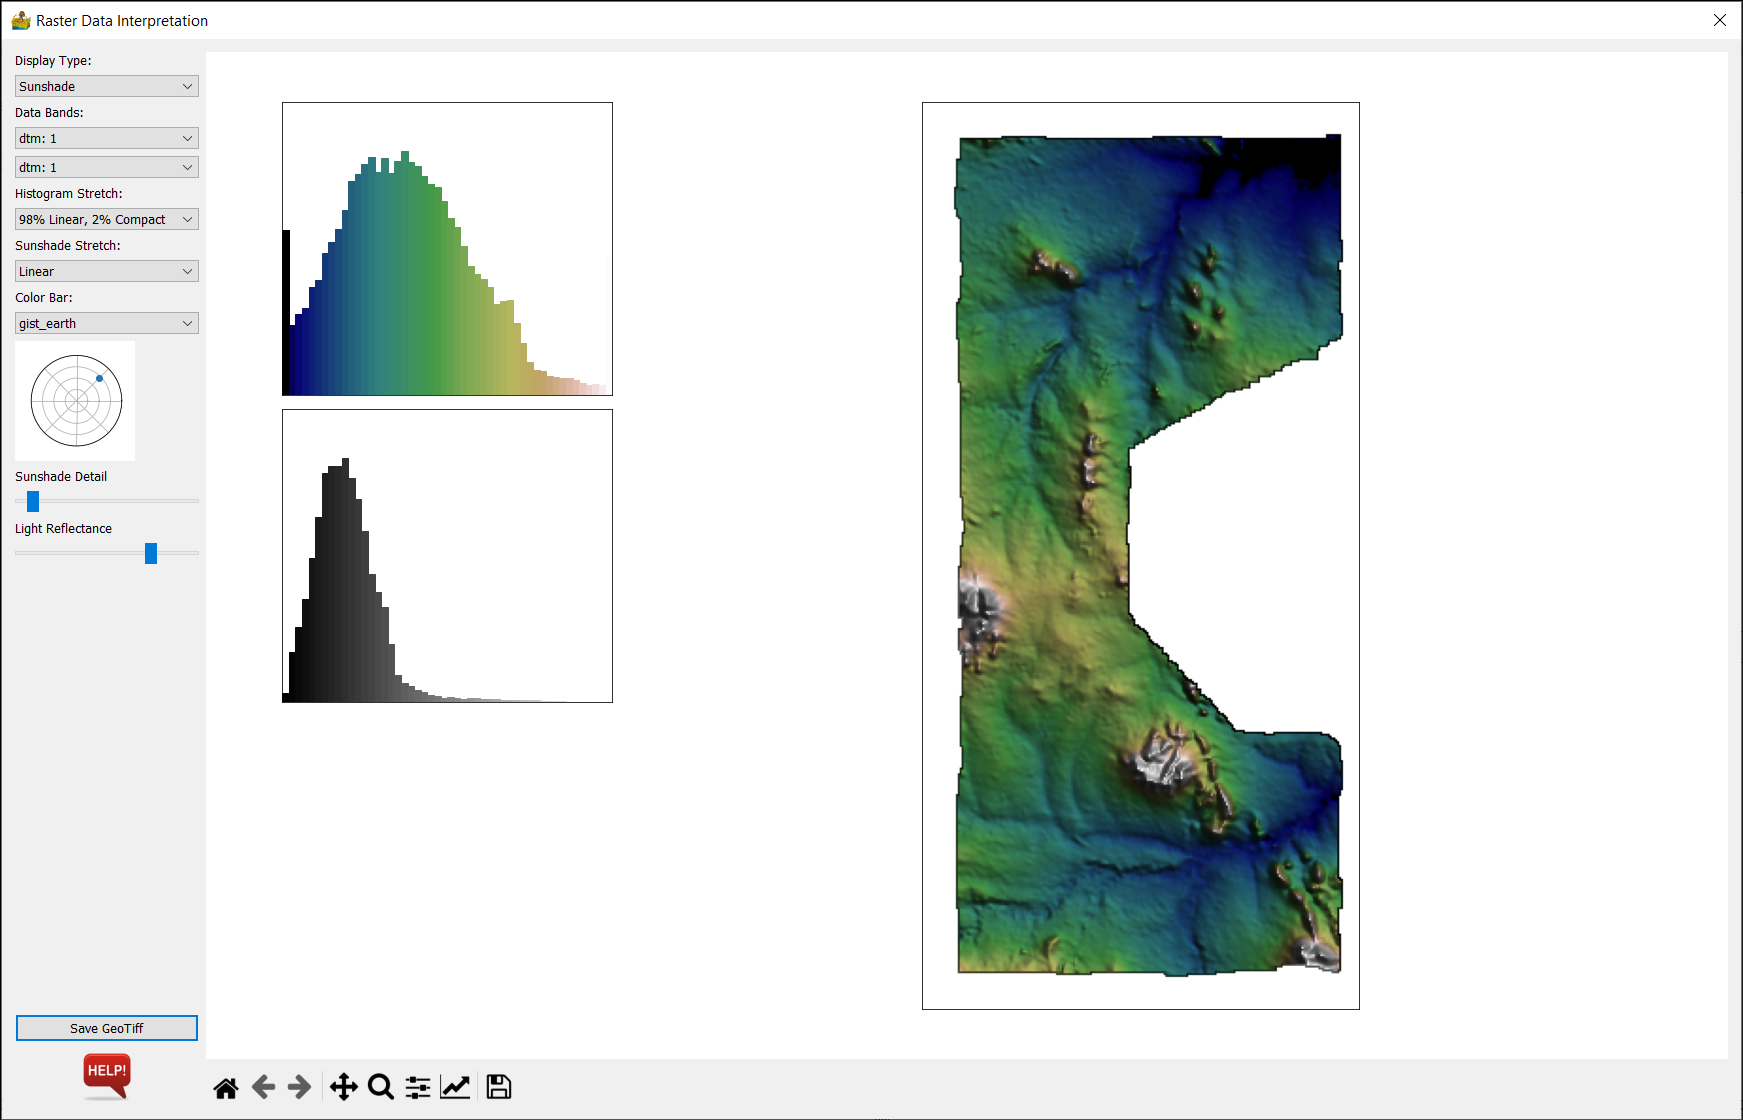 Raster Data Interpretation
Display Type:
Sunshade
Data Bands:
dtm: 1
dtm: 1
Histogram Stretch:
98% Linear, 2% Compact
Sunshade Stretch:
Linear
Color Bar:
gist_earth
Sunshade Detail
Light Reflectance
Save GeoTiff
HELP!